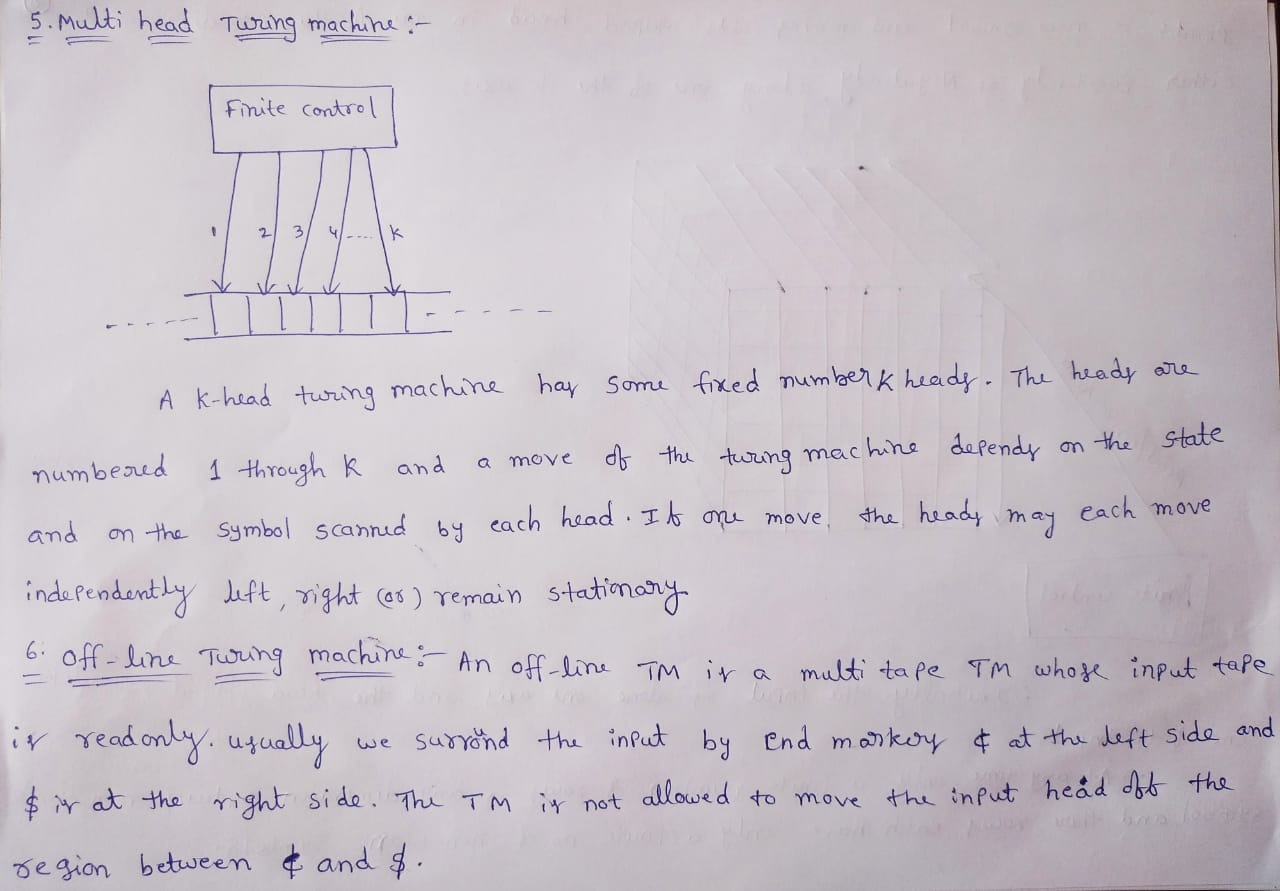 5. Multi head Turing machine :-
Finite control
1 2 3 4 ..... K
A K-head turing machine has some fixed number K heads. The heads are
numbered 1 through K and a move of the turing machine depends on the state
and on the symbol scanned by each head. If one move, the heads may each move
independently left, right (or) remain stationary
6: Off-line Turing machine :- An off-line TM is a multi tape TM whose input tape
is readonly. usually we surround the input by End markers ¢ at the left side and
$ is at the right side. The TM is not allowed to move the input head off the
region between ¢ and $.